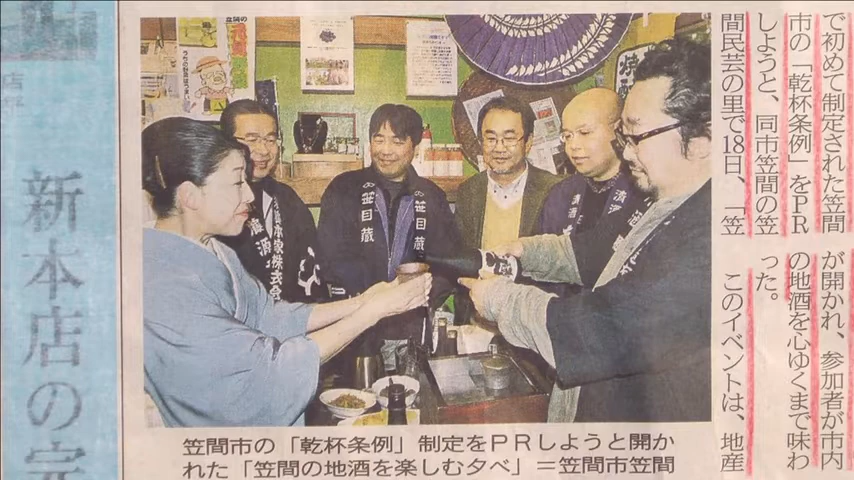 で初めて制定された笠間
市の「乾杯条例」をPR
しようと、同市笠間の笠
間民芸の里で18日、「笠
が開かれ、参加者が市内
の地酒を心ゆくまで味わ
った。
このイベントは、地産
笠間市の「乾杯条例」制定をPRしようと開か
れた「笠間の地酒を楽しむ夕べ」＝笠間市笠間
新本店の完
笹目蔵
笹目蔵